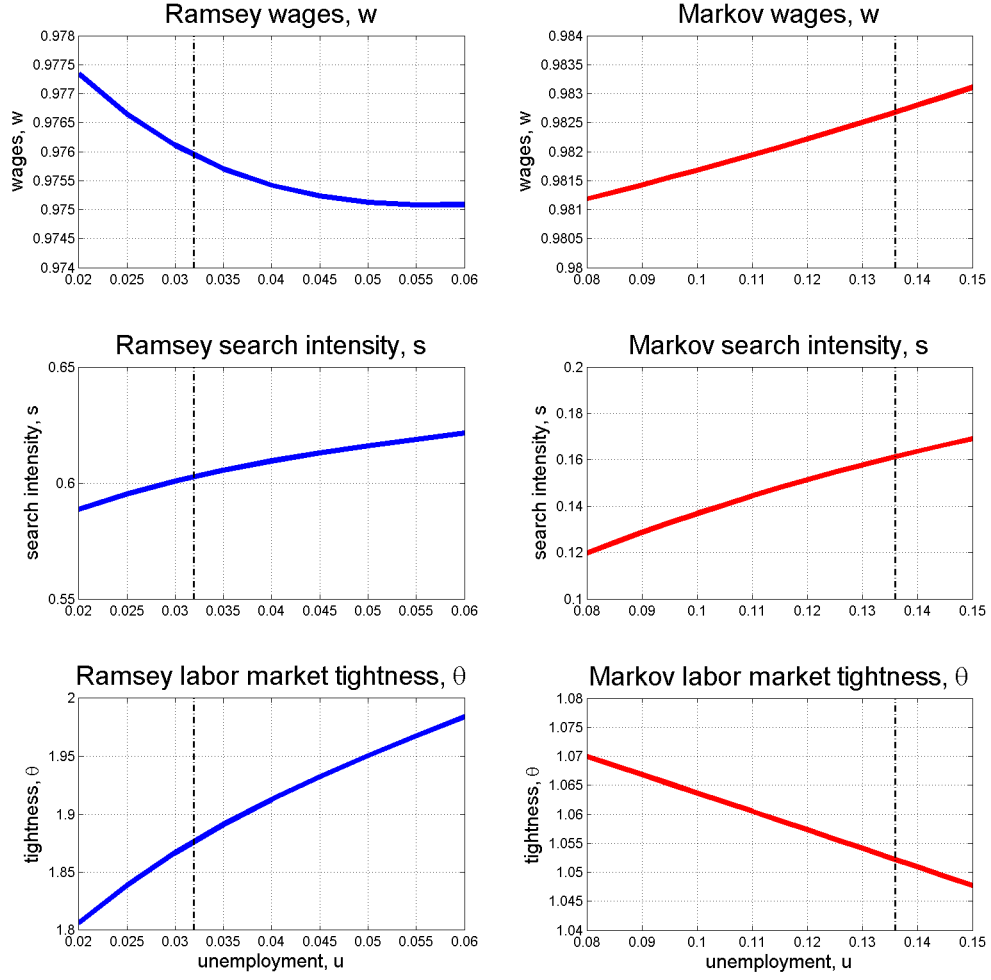 Ramsey wages, w
wages, w
0.978
0.9775
0.977
0.9765
0.976
0.9755
0.975
0.9745
0.974
0.02 0.025 0.03 0.035 0.04 0.045 0.05 0.055 0.06
Markov wages, w
wages, w
0.984
0.9835
0.983
0.9825
0.982
0.9815
0.981
0.9805
0.98
0.08 0.09 0.1 0.11 0.12 0.13 0.14 0.15
Ramsey search intensity, s
search intensity, s
0.65
0.6
0.55
0.02 0.025 0.03 0.035 0.04 0.045 0.05 0.055 0.06
Markov search intensity, s
search intensity, s
0.2
0.18
0.16
0.14
0.12
0.1
0.08 0.09 0.1 0.11 0.12 0.13 0.14 0.15
Ramsey labor market tightness, θ
tightness, θ
2
1.95
1.9
1.85
1.8
0.02 0.025 0.03 0.035 0.04 0.045 0.05 0.055 0.06
unemployment, u
Markov labor market tightness, θ
tightness, θ
1.08
1.075
1.07
1.065
1.06
1.055
1.05
1.045
1.04
0.08 0.09 0.1 0.11 0.12 0.13 0.14 0.15
unemployment, u